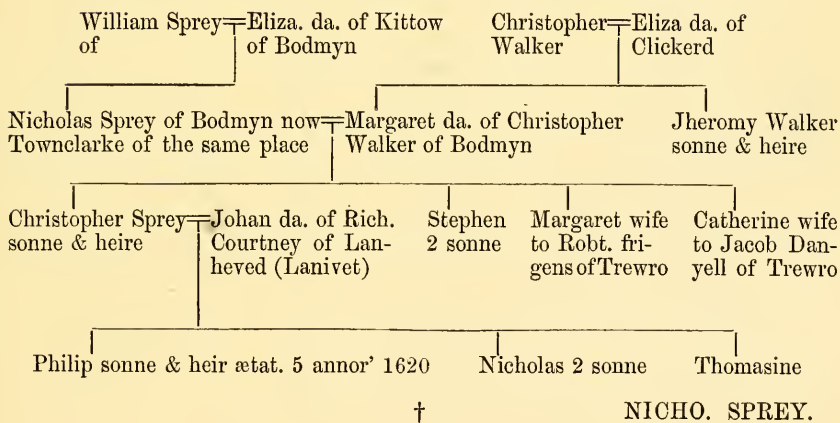 William Sprey Eliza. da. of Kittow Christopher Eliza da. of
of of Bodmyn Walker Clickerd
Nicholas Sprey of Bodmyn now Margaret da. of Christopher Jheromy Walker
Townclarke of the same place Walker of Bodmyn sonne & heire
Christopher Sprey Johan da. of Rich. Stephen Margaret wife Catherine wife
sonne & heire Courtney of Lan- 2 sonne to Robt. fri- to Jacob Dan-
heved (Lanivet) gens of Trewro yell of Trewro
Philip sonne & heir ætat. 5 annor' 1620 Nicholas 2 sonne Thomasine
† NICHO. SPREY.